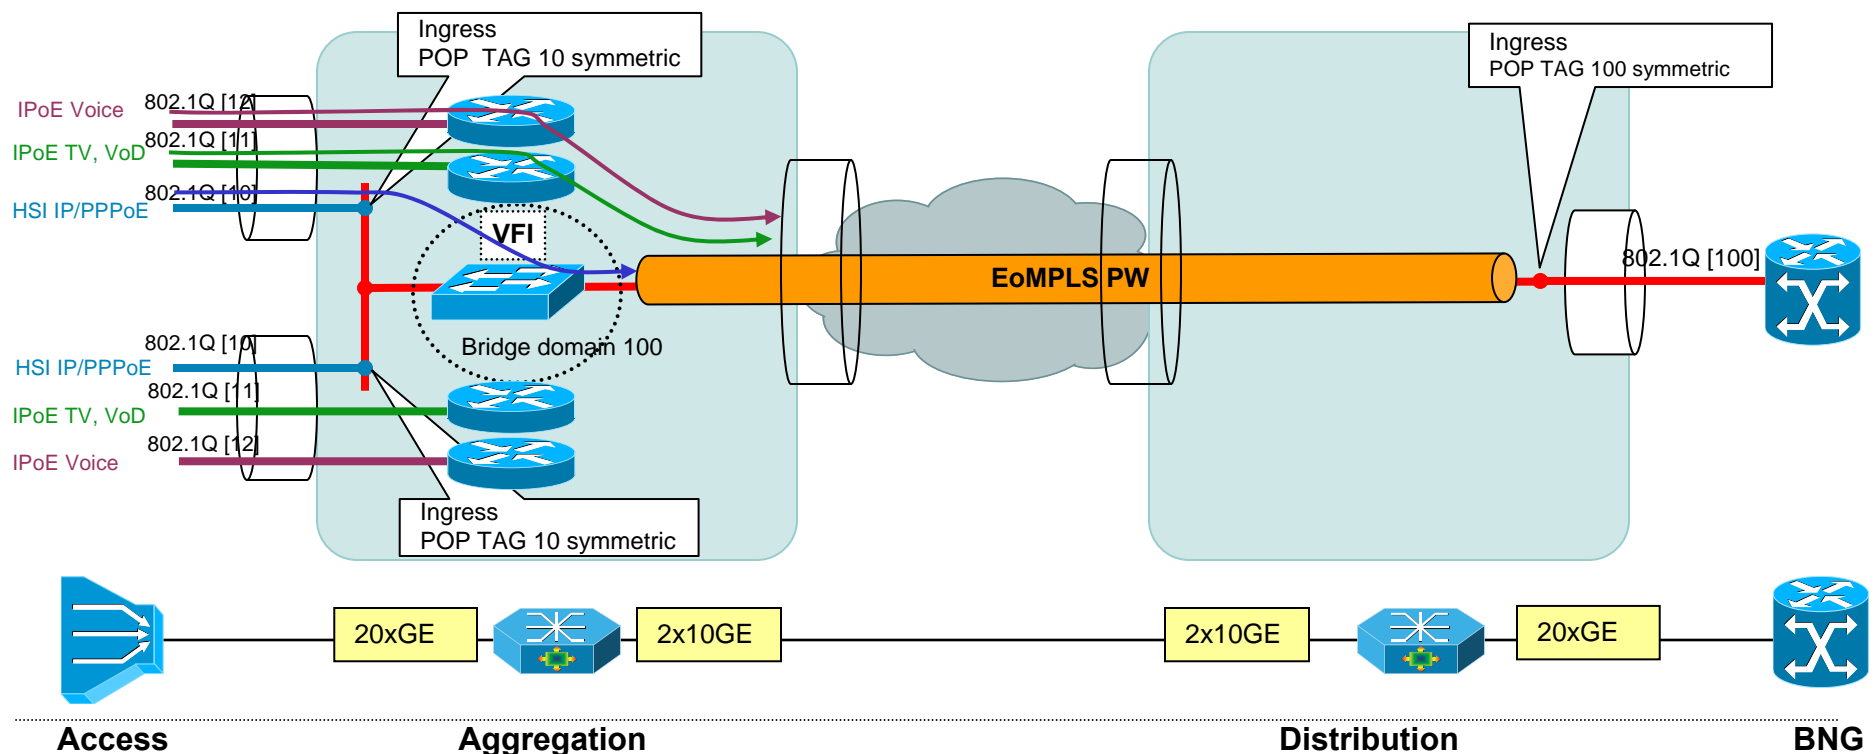 Ingress
POP TAG 10 symmetric
Ingress
POP TAG 100 symmetric
IPoE Voice
802.1Q [12]
IPoE TV, VoD
802.1Q [11]
HSI IP/PPPoE
802.1Q [10]
VFI
EoMPLS PW
802.1Q [100]
Bridge domain 100
802.1Q [10]
HSI IP/PPPoE
802.1Q [11]
IPoE TV, VoD
802.1Q [12]
IPoE Voice
Ingress
POP TAG 10 symmetric
20xGE
2x10GE
2x10GE
20xGE
Access
Aggregation
Distribution
BNG